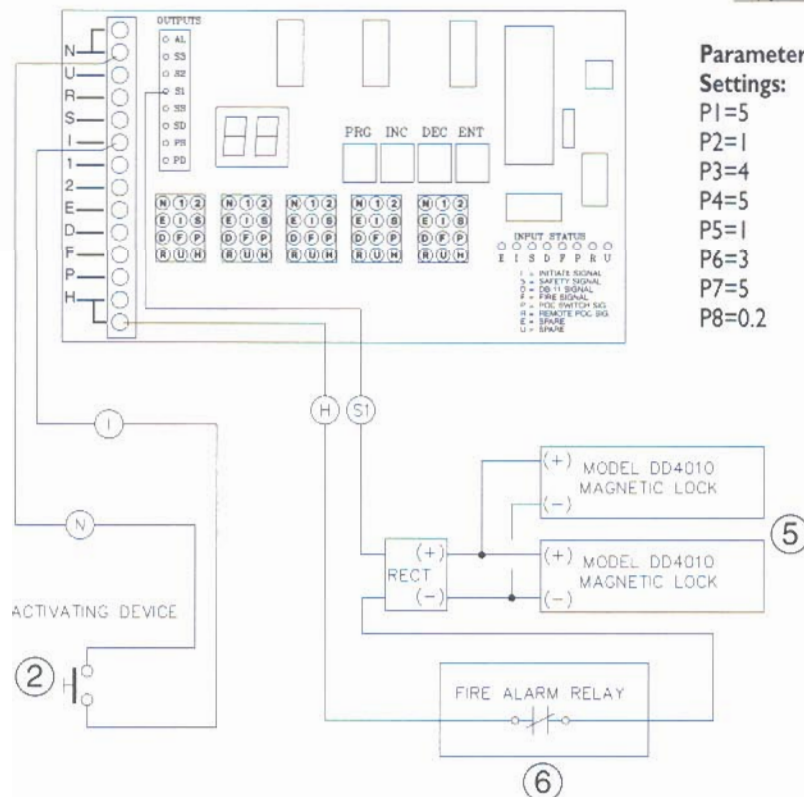 OUTPUTS
AL
S3
S2
S1
SD
PD
N
U
R
S
I
1
2
E
D
F
P
H
PRG INC DEC ENT
N 1 2 N 1 2 N 1 2 N 1 2 N 1 2
E I S E I S E I S E I S E I S
D F P D F P D F P D F P D F P
R U H R U H R U H R U H R U H
INPUT STATUS
E I S D F P R U
I = INITIATE SIGNAL
S = SAFETY SIGNAL
D = DB 11 SIGNAL
F = FIRE SIGNAL
P = POC SWITCH SIG
R = REMOTE POC SIG
E = SPARE
U = SPARE
Parameter
Settings:
P1=5
P2=1
P3=4
P4=5
P5=1
P6=3
P7=5
P8=0.2
I
N
H
S1
ACTIVATING DEVICE
2
RECT
(+)
(-)
(+)
MODEL DD4010
MAGNETIC LOCK
(-)
5
(+)
MODEL DD4010
MAGNETIC LOCK
(-)
FIRE ALARM RELAY
6